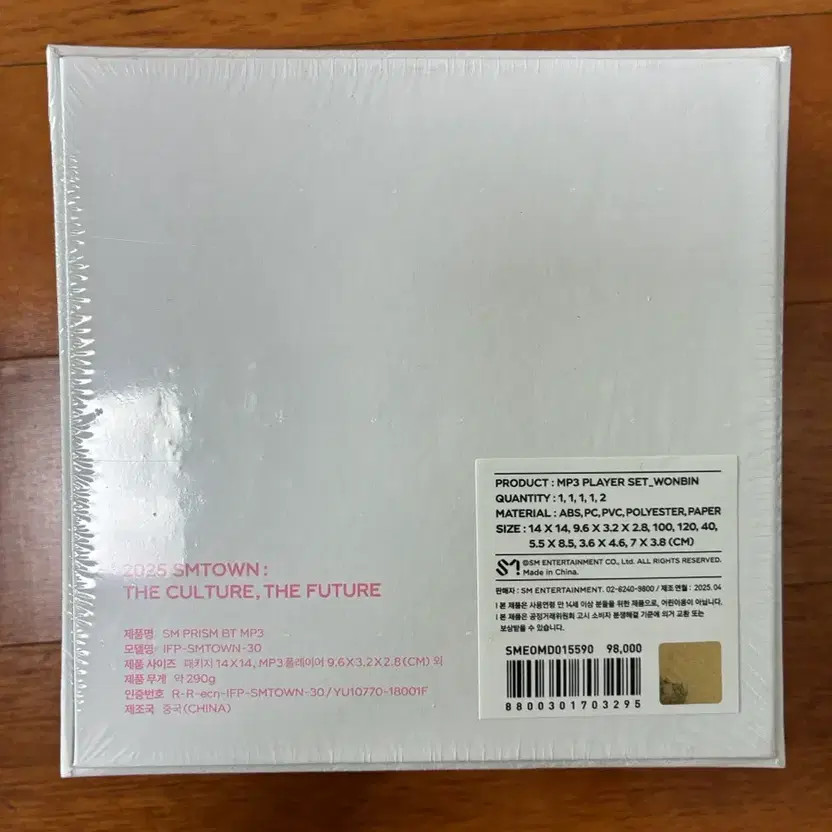 2025 SMTOWN :
THE CULTURE, THE FUTURE
제품명 SM PRISM BT MP3
모델명 IFP-SMTOWN-30
제품 사이즈 패키지 14X14, MP3 플레이어 9.6X3.2X2.8(CM) 외
제품 무게 약 290g
인증번호 R-R-ecn-IFP-SMTOWN-30 / YU10770-18001F
제조국 중국(CHINA)
PRODUCT : MP3 PLAYER SET_WONBIN
QUANTITY : 1, 1, 1, 1, 2
MATERIAL : ABS, PC, PVC, POLYESTER, PAPER
SIZE : 14 X 14, 9.6 X 3.2 X 2.8, 100, 120, 40,
5.5 X 8.5, 3.6 X 4.6, 7 X 3.8 (CM)
SM ©SM ENTERTAINMENT CO., Ltd. ALL RIGHTS RESERVED.
Made in China.
판매자 : SM ENTERTAINMENT. 02-6240-9800 / 제조 연월 : 2025.04
I 본 제품은 사용연령 만 14세 이상 분들을 위한 제품으로, 어린이용이 아닙니다.
I 본 제품은 공정거래위원회 고시 소비자 분쟁해결 기준에 의거 교환 또는
보상받을 수 있습니다.
SME0MD015590 98,000
8800301703295